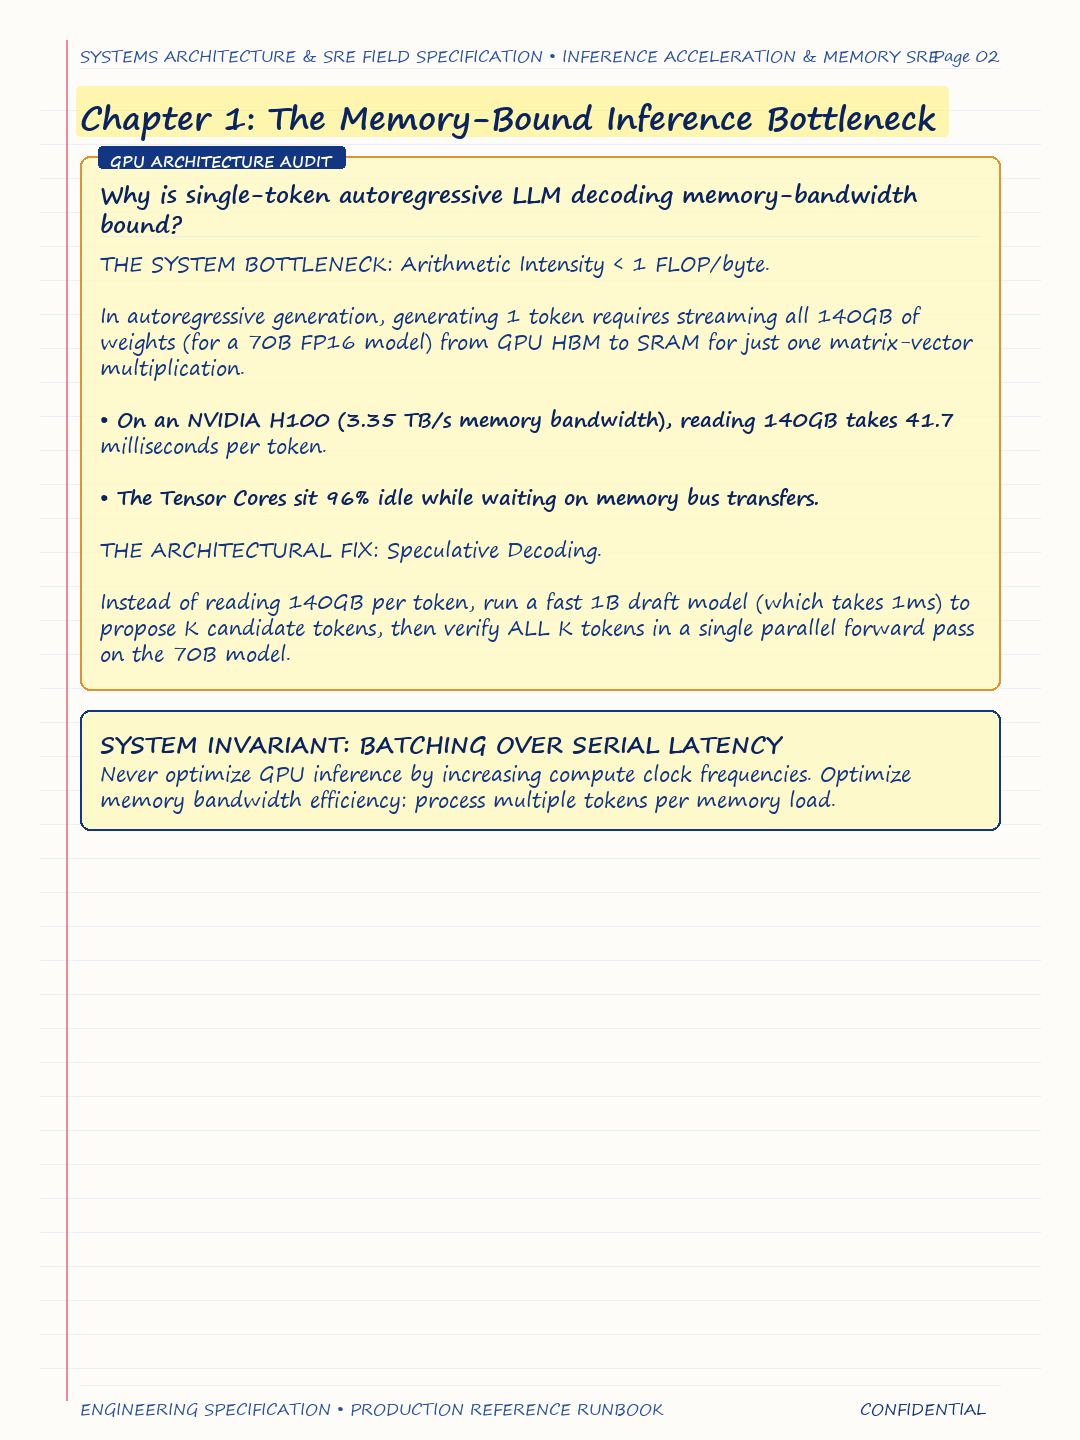 SYSTEMS ARCHITECTURE & SRE FIELD SPECIFICATION • INFERENCE ACCELERATION & MEMORY SRE Page 02
Chapter 1: The Memory-Bound Inference Bottleneck
GPU ARCHITECTURE AUDIT
Why is single-token autoregressive LLM decoding memory-bandwidth
bound?
THE SYSTEM BOTTLENECK: Arithmetic Intensity < 1 FLOP/byte.
In autoregressive generation, generating 1 token requires streaming all 140GB of
weights (for a 70B FP16 model) from GPU HBM to SRAM for just one matrix-vector
multiplication.
• On an NVIDIA H100 (3.35 TB/s memory bandwidth), reading 140GB takes 41.7
milliseconds per token.
• The Tensor Cores sit 96% idle while waiting on memory bus transfers.
THE ARCHITECTURAL FIX: Speculative Decoding.
Instead of reading 140GB per token, run a fast 1B draft model (which takes 1ms) to
propose K candidate tokens, then verify ALL K tokens in a single parallel forward pass
on the 70B model.
SYSTEM INVARIANT: BATCHING OVER SERIAL LATENCY
Never optimize GPU inference by increasing compute clock frequencies. Optimize
memory bandwidth efficiency: process multiple tokens per memory load.
ENGINEERING SPECIFICATION • PRODUCTION REFERENCE RUNBOOK CONFIDENTIAL